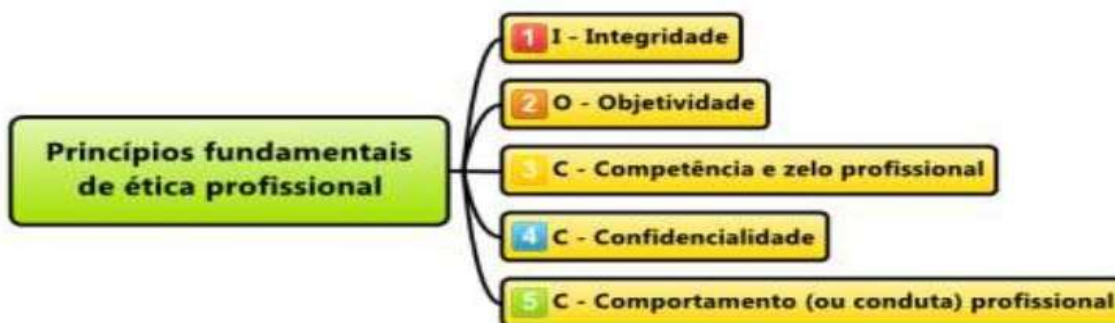 Princípios fundamentais
de ética profissional
1 I - Integridade
2 O - Objetividade
3 C - Competência e zelo profissional
4 C - Confidencialidade
5 C - Comportamento (ou conduta) profissional